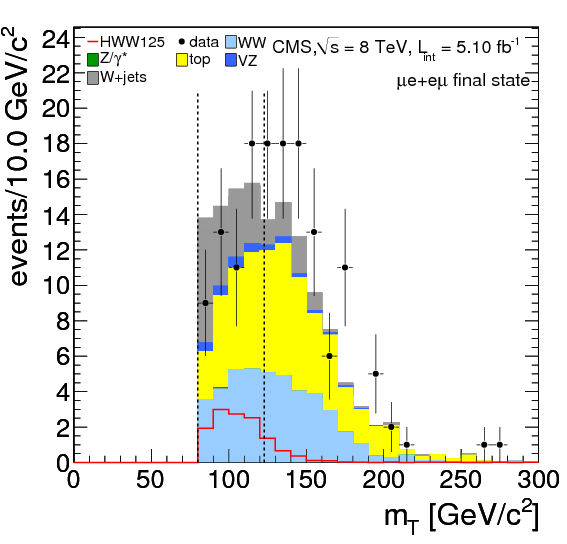 HWW125 data WW CMS,√s = 8 TeV, L_int = 5.10 fb⁻¹
Z/γ* top VZ
W+jets μe+eμ final state
events/10.0 GeV/c²
24
22
20
18
16
14
12
10
8
6
4
2
0
0 50 100 150 200 250 300
m_T [GeV/c²]